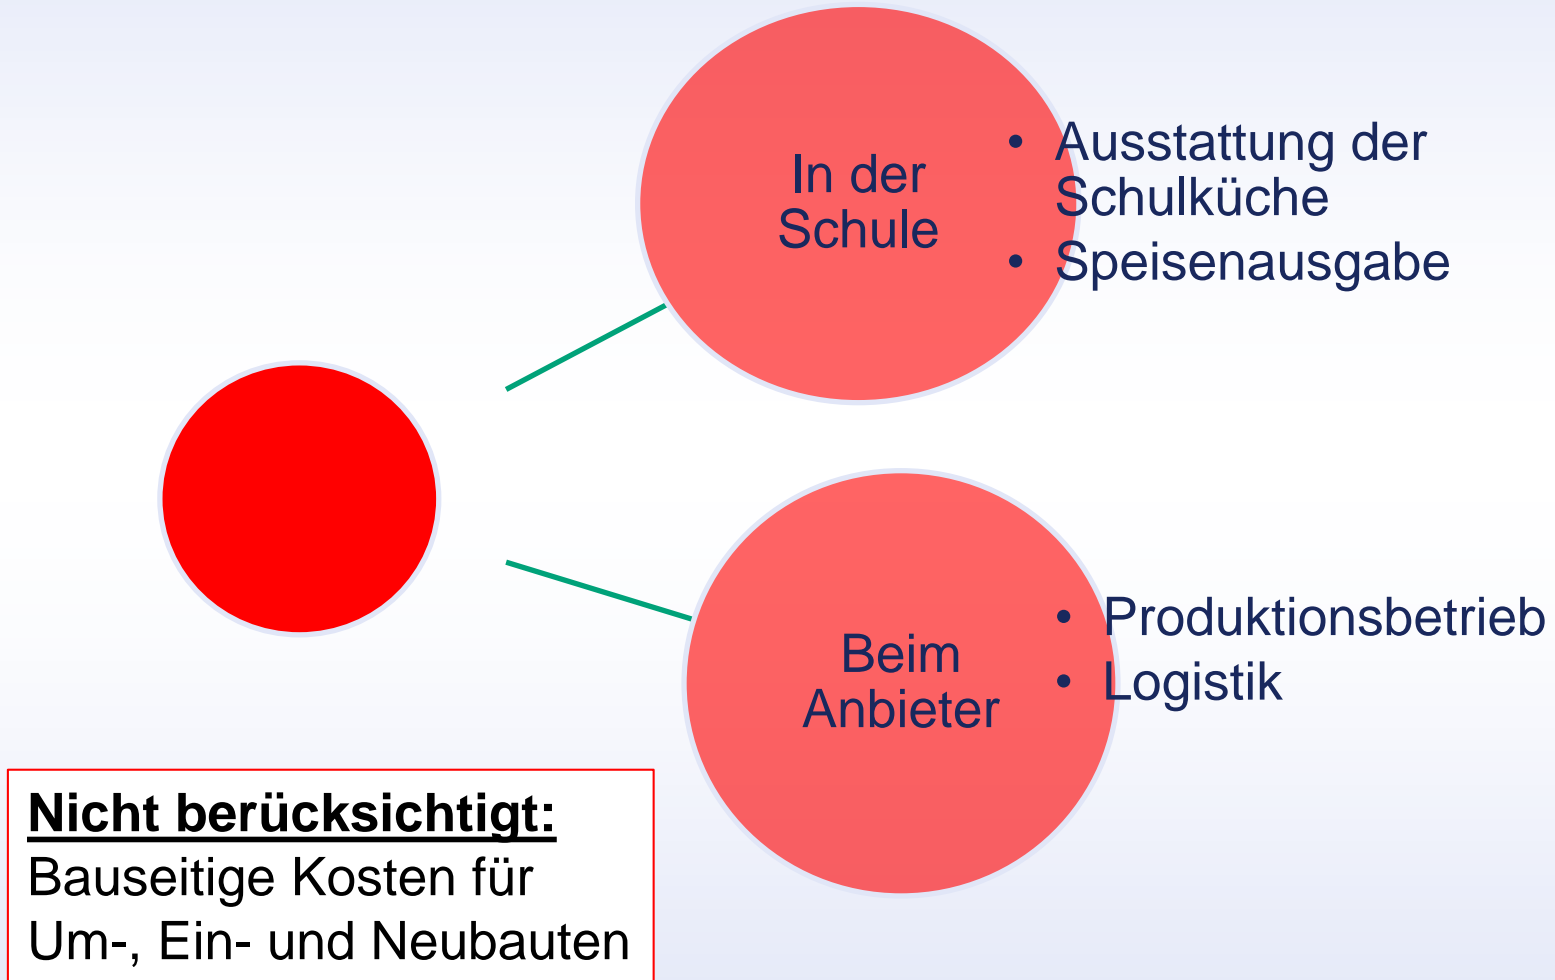 In der
Schule
• Ausstattung der
Schulküche
• Speisenausgabe
Beim
Anbieter
• Produktionsbetrieb
• Logistik
Nicht berücksichtigt:
Bauseitige Kosten für
Um-, Ein- und Neubauten